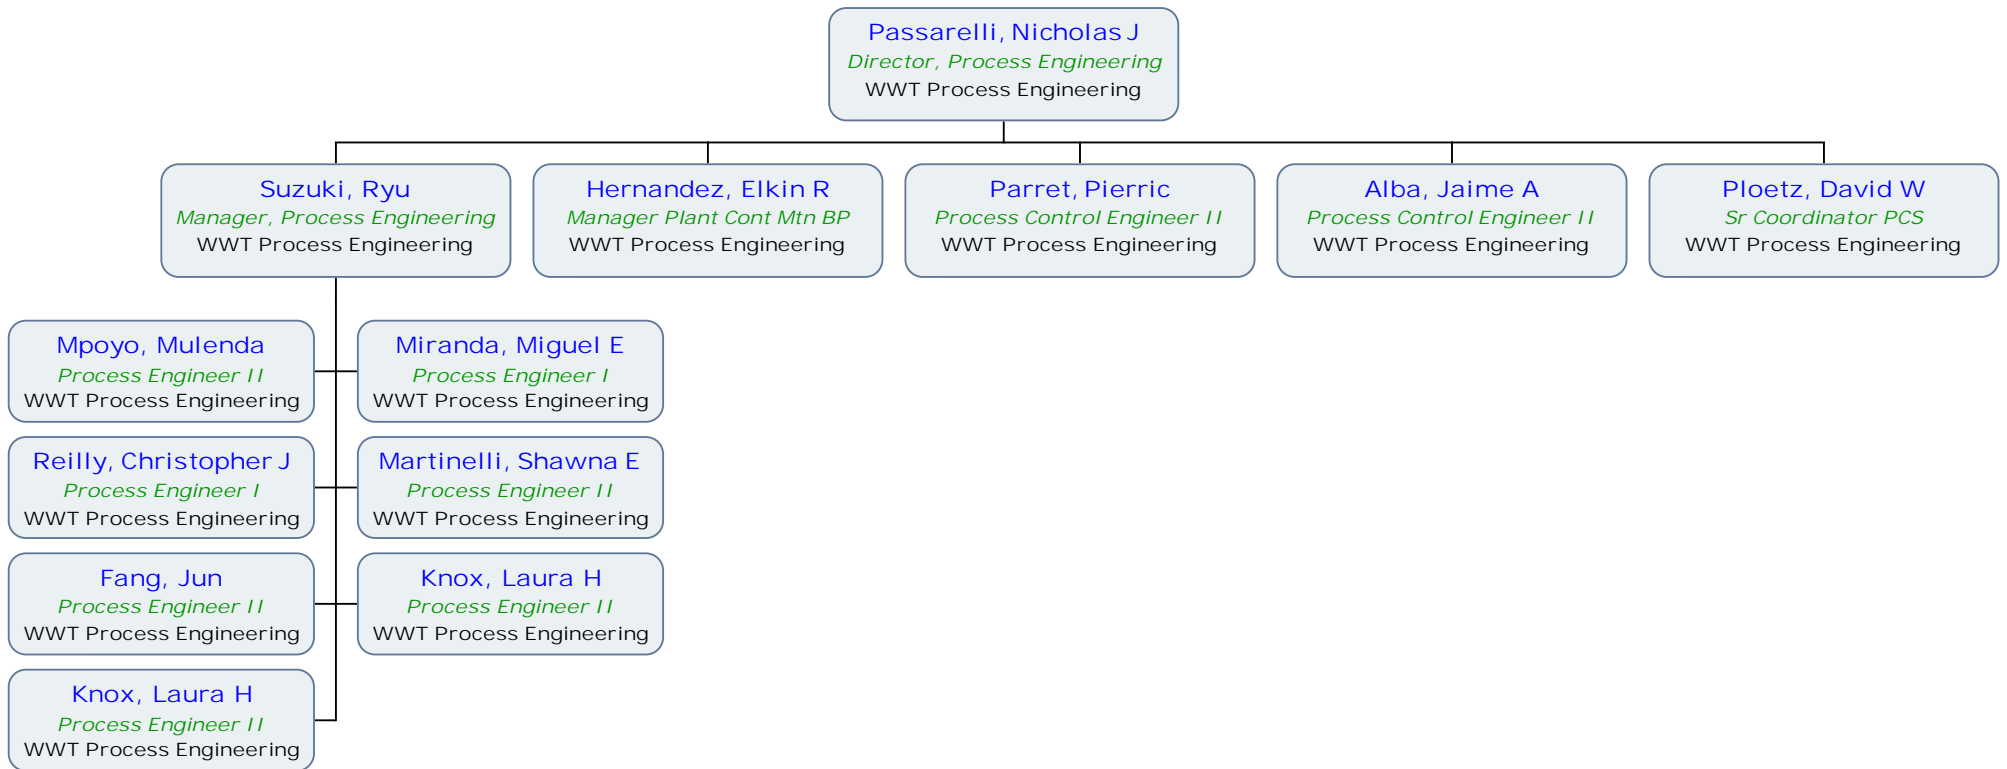 Passarelli, Nicholas J
Director, Process Engineering
WWT Process Engineering
Suzuki, Ryu
Manager, Process Engineering
WWT Process Engineering
Hernandez, Elkin R
Manager Plant Cont Mtn BP
WWT Process Engineering
Parret, Pierric
Process Control Engineer II
WWT Process Engineering
Alba, Jaime A
Process Control Engineer II
WWT Process Engineering
Ploetz, David W
Sr Coordinator PCS
WWT Process Engineering
Mpoyo, Mulenda
Process Engineer II
WWT Process Engineering
Miranda, Miguel E
Process Engineer I
WWT Process Engineering
Reilly, Christopher J
Process Engineer I
WWT Process Engineering
Martinelli, Shawna E
Process Engineer II
WWT Process Engineering
Fang, Jun
Process Engineer II
WWT Process Engineering
Knox, Laura H
Process Engineer II
WWT Process Engineering
Knox, Laura H
Process Engineer II
WWT Process Engineering